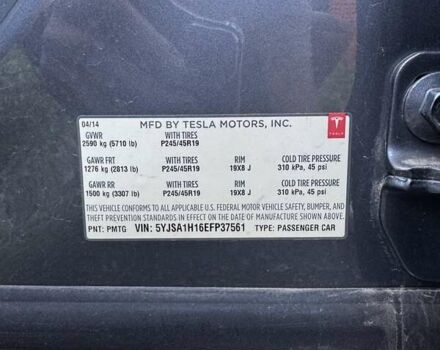 04/14 MFD BY TESLA MOTORS, INC.
GVWR WITH TIRES
2590 kg (5710 lb) P245/45R19
TESLA
GAWR FRT WITH TIRES RIM COLD TIRE PRESSURE
1276 kg (2813 lb) P245/45R19 19X8 J 310 kPa, 45 psi
GAWR RR WITH TIRES RIM COLD TIRE PRESSURE
1500 kg (3307 lb) P245/45R19 19X8 J 310 kPa, 45 psi
THIS VEHICLE CONFORMS TO ALL APPLICABLE U.S. FEDERAL MOTOR VEHICLE SAFETY, BUMPER, AND
THEFT PREVENTION STANDARDS IN EFFECT ON THE DATE OF MANUFACTURE SHOWN ABOVE.
PNT: PMTG VIN: 5YJSA1H16EFP37561 TYPE: PASSENGER CAR